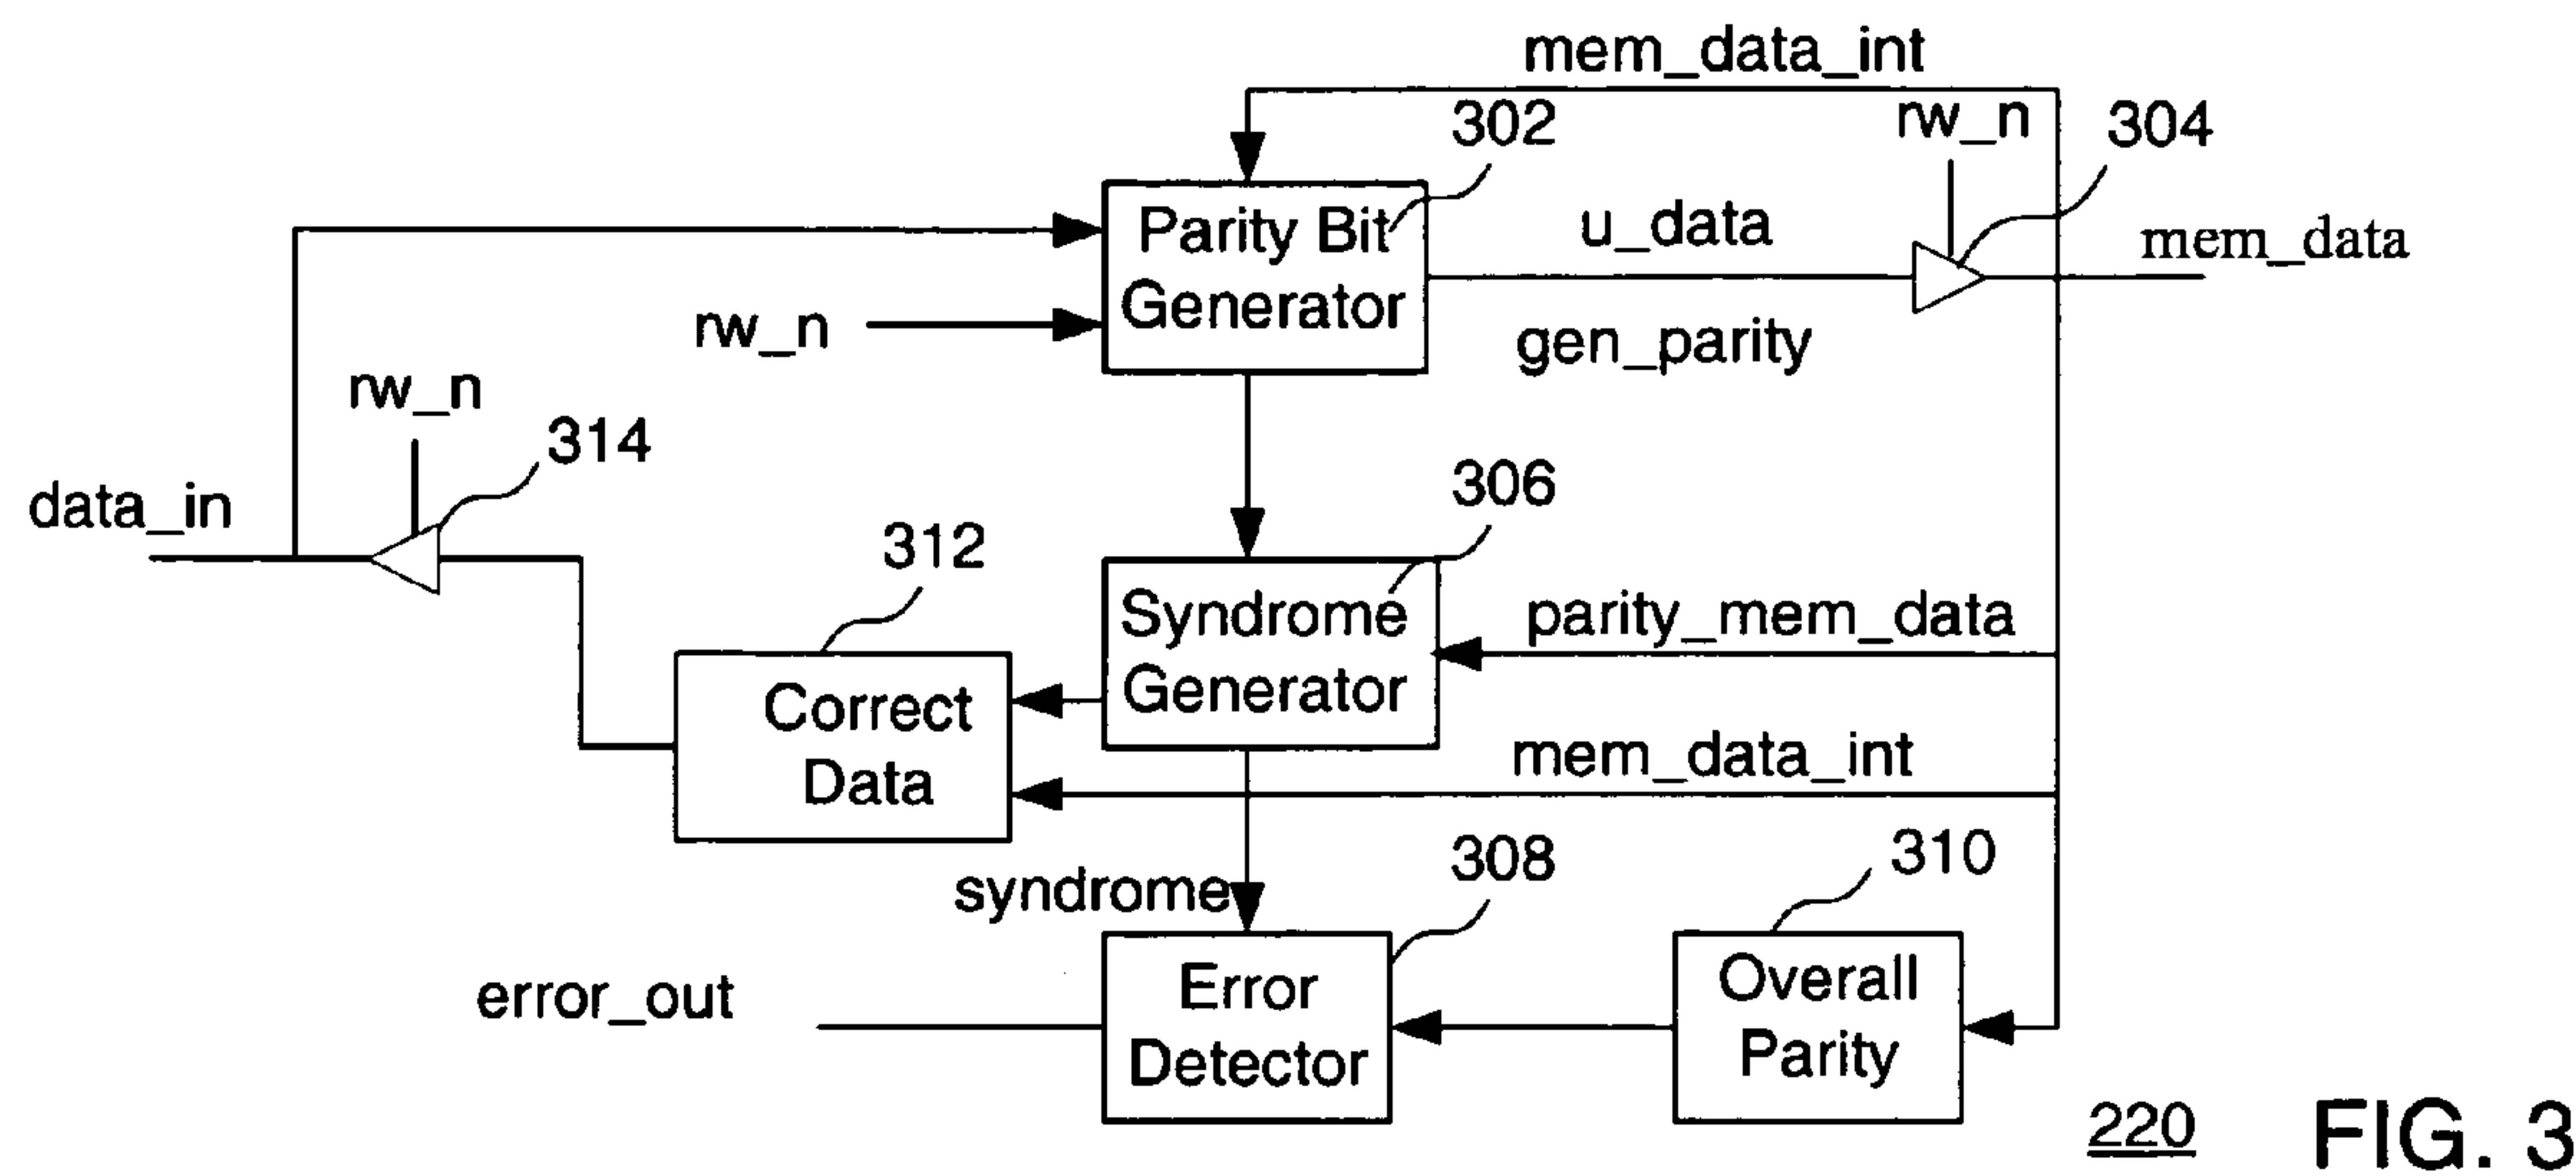 mem_data_int
302
rw_n
304
Parity Bit
Generator
u_data
mem_data
rw_n
gen_parity
rw_n
314
data_in
306
312
Syndrome
Generator
parity_mem_data
Correct
Data
mem_data_int
308
310
syndrome
Error
Detector
Overall
Parity
error_out
220
FIG. 3